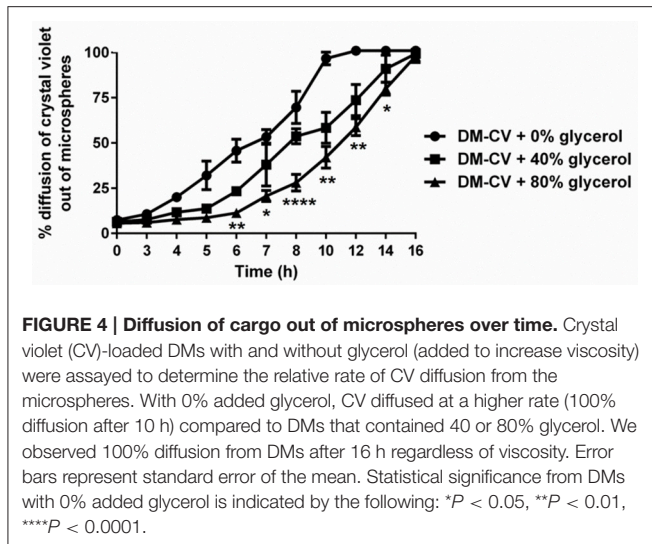 100
75
50
25
0
% diffusion of crystal violet
out of microspheres
0 3 4 5 6 7 8 10 12 14 16
Time (h)
** * **** ** ** *
DM-CV + 0% glycerol
DM-CV + 40% glycerol
DM-CV + 80% glycerol
FIGURE 4 | Diffusion of cargo out of microspheres over time. Crystal
violet (CV)-loaded DMs with and without glycerol (added to increase viscosity)
were assayed to determine the relative rate of CV diffusion from the
microspheres. With 0% added glycerol, CV diffused at a higher rate (100%
diffusion after 10 h) compared to DMs that contained 40 or 80% glycerol. We
observed 100% diffusion from DMs after 16 h regardless of viscosity. Error
bars represent standard error of the mean. Statistical significance from DMs
with 0% added glycerol is indicated by the following: *P < 0.05, **P < 0.01,
****P < 0.0001.